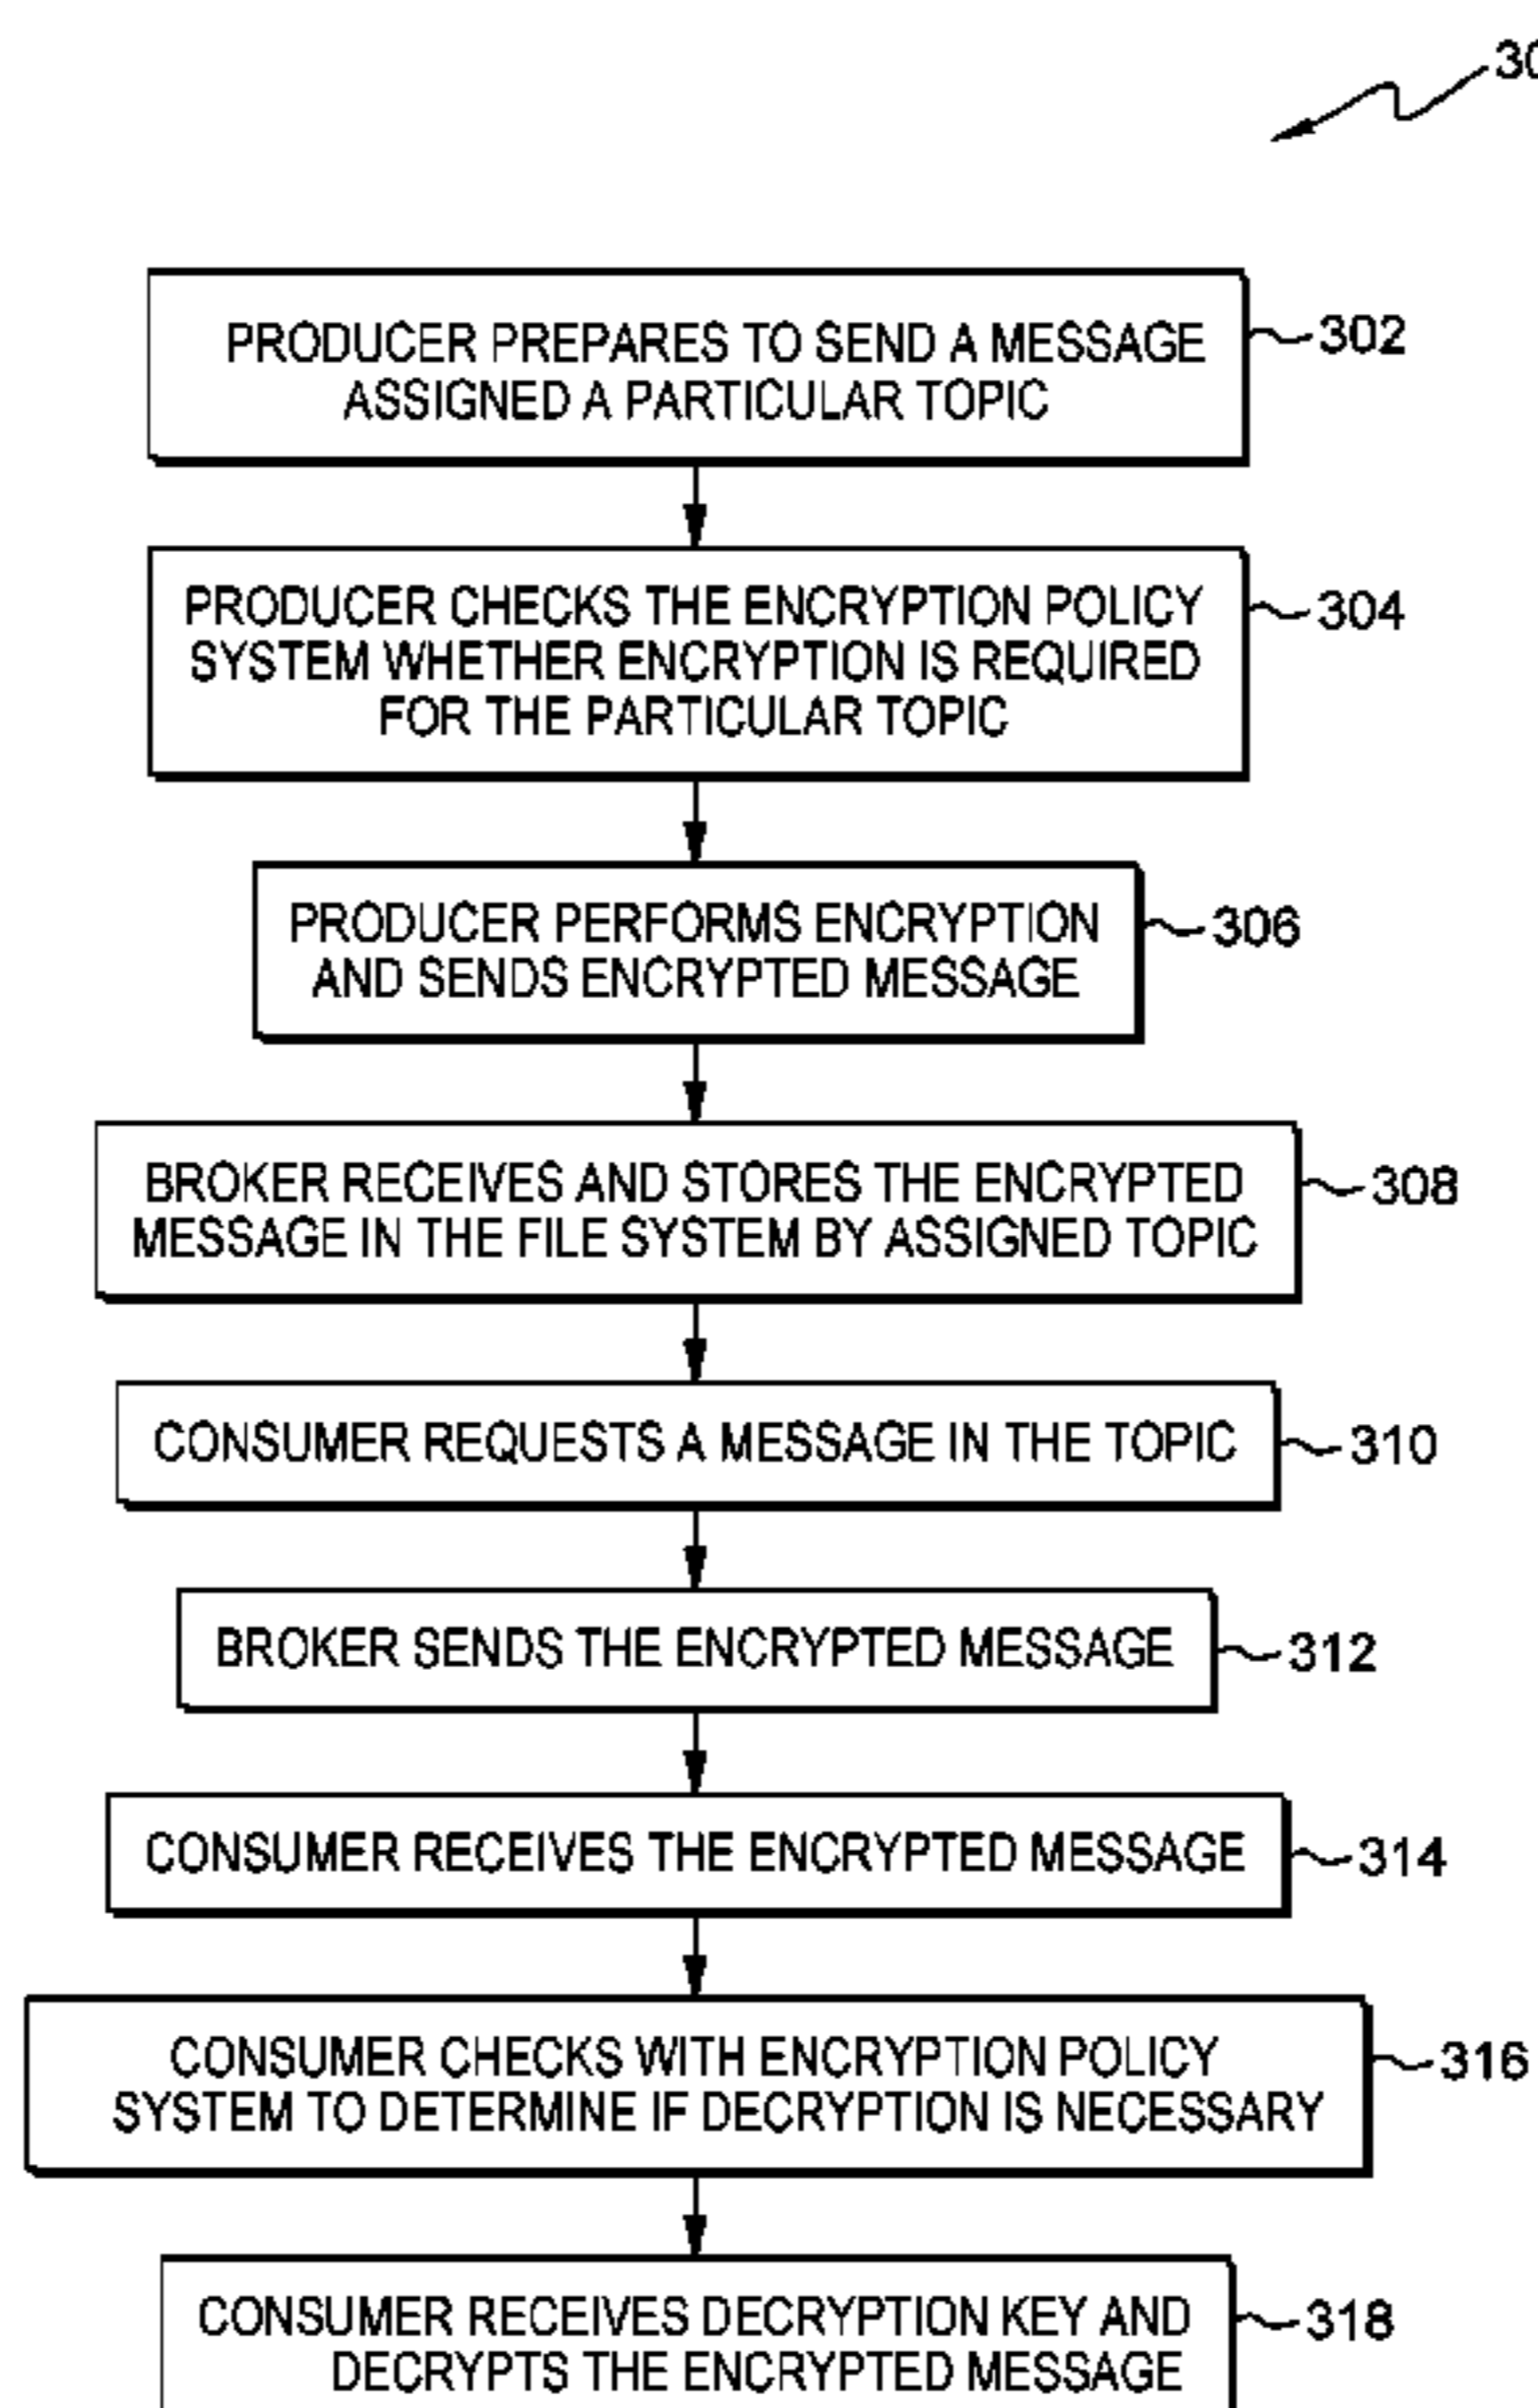 PRODUCER PREPARES TO SEND A MESSAGE
ASSIGNED A PARTICULAR TOPIC
302
PRODUCER CHECKS THE ENCRYPTION POLICY
SYSTEM WHETHER ENCRYPTION IS REQUIRED
FOR THE PARTICULAR TOPIC
304
PRODUCER PERFORMS ENCRYPTION
AND SENDS ENCRYPTED MESSAGE
306
BROKER RECEIVES AND STORES THE ENCRYPTED
MESSAGE IN THE FILE SYSTEM BY ASSIGNED TOPIC
308
CONSUMER REQUESTS A MESSAGE IN THE TOPIC
310
BROKER SENDS THE ENCRYPTED MESSAGE
312
CONSUMER RECEIVES THE ENCRYPTED MESSAGE
314
CONSUMER CHECKS WITH ENCRYPTION POLICY
SYSTEM TO DETERMINE IF DECRYPTION IS NECESSARY
316
CONSUMER RECEIVES DECRYPTION KEY AND
DECRYPTS THE ENCRYPTED MESSAGE
318